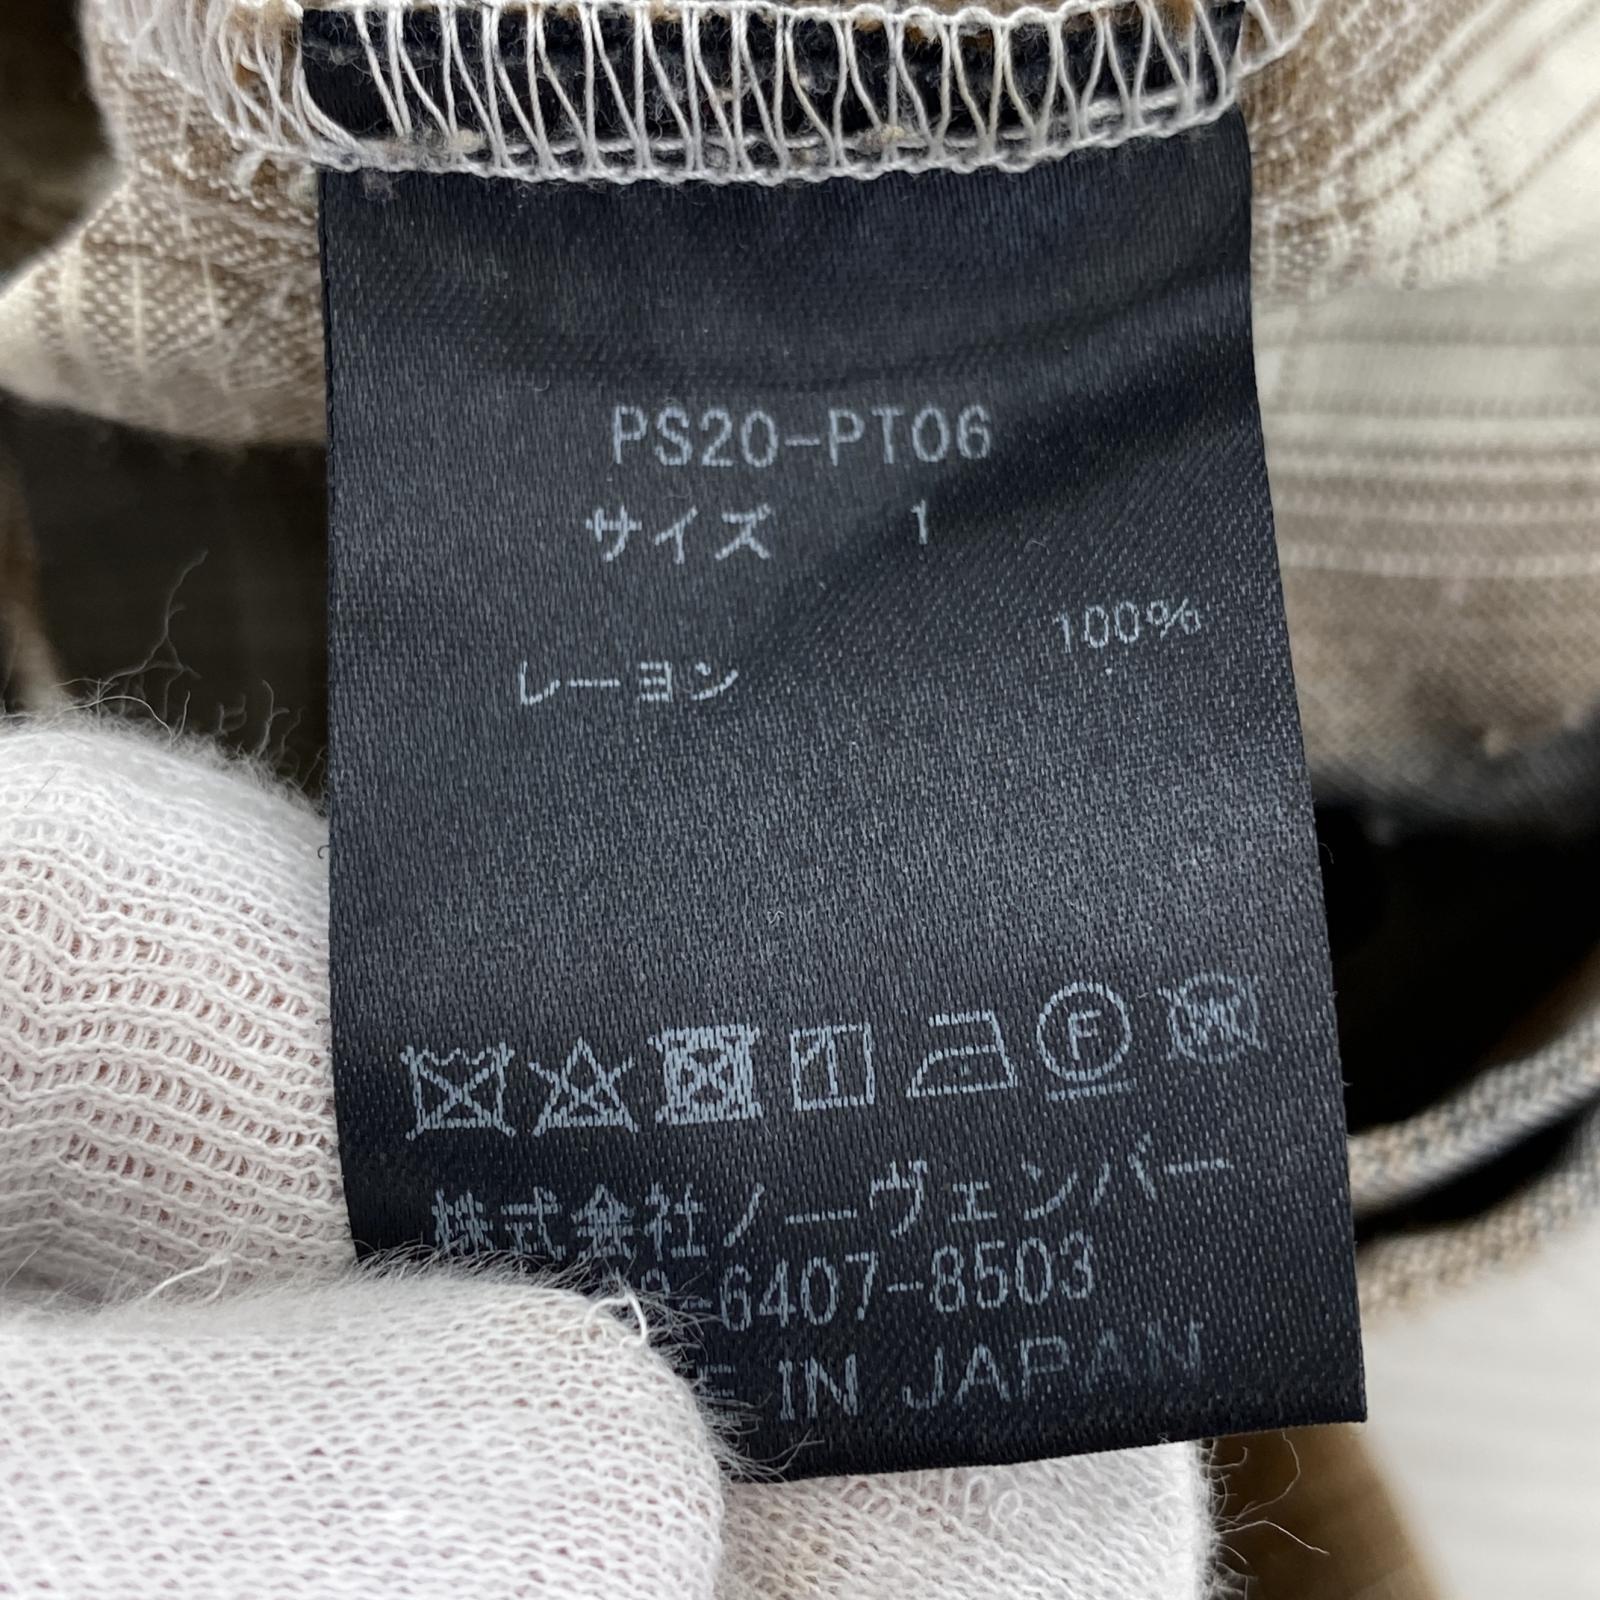 PS20-PT06
サイズ 1
レーヨン 100%
F
W
株式会社ノーヴェンバー
-6407-8503
IN JAPAN